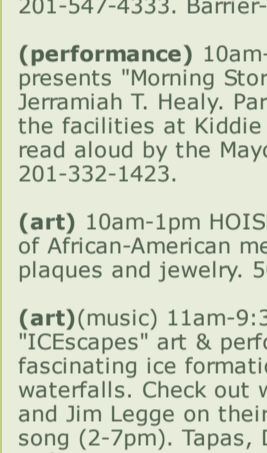 201-547-4333. Barrier-
(performance) 10am-
presents "Morning Stor
Jerramiah T. Healy. Par
the facilities at Kiddie
read aloud by the Mayo
201-332-1423.
(art) 10am-1pm HOIS
of African-American me
plaques and jewelry. 5
(art)(music) 11am-9:3
"ICEscapes" art & perfo
fascinating ice formatio
waterfalls. Check out w
and Jim Legge on their
song (2-7pm). Tapas, D